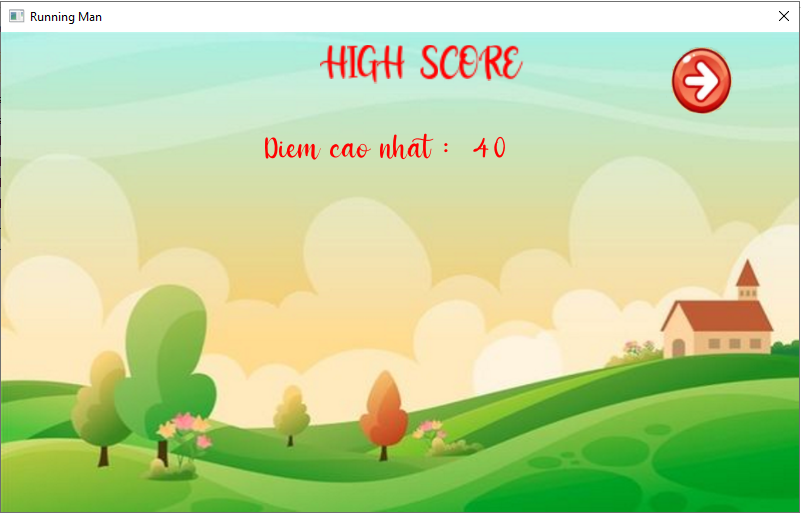 Running Man
HIGH SCORE
Diem cao nhat : 40